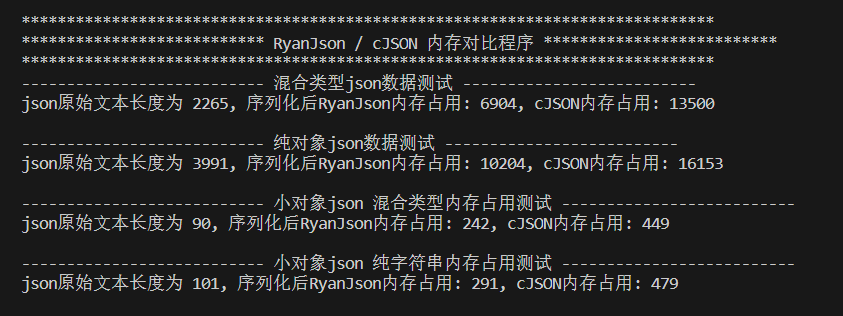 *****************************************************************************
*************************** RyanJson / cJSON 内存对比程序 **************************
*****************************************************************************
--------------------------- 混合类型json数据测试 --------------------------
json原始文本长度为 2265, 序列化后RyanJson内存占用: 6904, cJSON内存占用: 13500
--------------------------- 纯对象json数据测试 --------------------------
json原始文本长度为 3991, 序列化后RyanJson内存占用: 10204, cJSON内存占用: 16153
--------------------------- 小对象json 混合类型内存占用测试 --------------------------
json原始文本长度为 90, 序列化后RyanJson内存占用: 242, cJSON内存占用: 449
--------------------------- 小对象json 纯字符串内存占用测试 --------------------------
json原始文本长度为 101, 序列化后RyanJson内存占用: 291, cJSON内存占用: 479